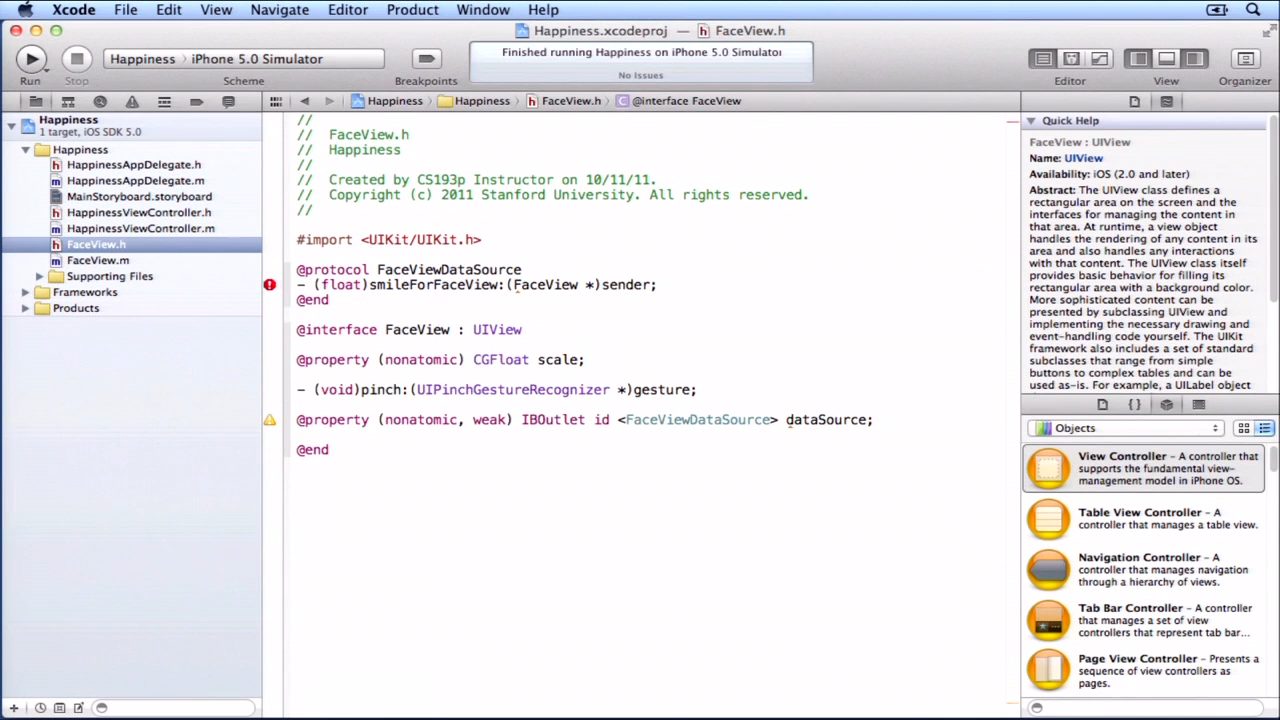 Xcode File Edit View Navigate Editor Product Window Help
Happiness.xcodeproj — FaceView.h
Happiness › iPhone 5.0 Simulator
Finished running Happiness on iPhone 5.0 Simulator
No Issues
Run Stop Scheme Breakpoints Editor View Organizer
Happiness Happiness FaceView.h @interface FaceView
Happiness
1 target, iOS SDK 5.0
Happiness
HappinessAppDelegate.h
HappinessAppDelegate.m
MainStoryboard.storyboard
HappinessViewController.h
HappinessViewController.m
FaceView.h
FaceView.m
Supporting Files
Frameworks
Products
//
// FaceView.h
// Happiness
//
// Created by CS193p Instructor on 10/11/11.
// Copyright (c) 2011 Stanford University. All rights reserved.
//
#import <UIKit/UIKit.h>
@protocol FaceViewDataSource
- (float)smileForFaceView:(FaceView *)sender;
@end
@interface FaceView : UIView
@property (nonatomic) CGFloat scale;
- (void)pinch:(UIPinchGestureRecognizer *)gesture;
@property (nonatomic, weak) IBOutlet id <FaceViewDataSource> dataSource;
@end
Quick Help
FaceView : UIView
Name: UIView
Availability: iOS (2.0 and later)
Abstract: The UIView class defines a
rectangular area on the screen and the
interfaces for managing the content in
that area. At runtime, a view object
handles the rendering of any content in its
area and also handles any interactions
with that content. The UIView class itself
provides basic behavior for filling its
rectangular area with a background color.
More sophisticated content can be
presented by subclassing UIView and
implementing the necessary drawing and
event-handling code yourself. The UIKit
framework also includes a set of standard
subclasses that range from simple
buttons to complex tables and can be
used as-is. For example, a UILabel object
Objects
View Controller – A controller that
supports the fundamental view-
management model in iPhone OS.
Table View Controller – A
controller that manages a table view.
Navigation Controller – A
controller that manages navigation
through a hierarchy of views.
Tab Bar Controller – A controller
that manages a set of view
controllers that represent tab bar...
Page View Controller – Presents a
sequence of view controllers as
pages.